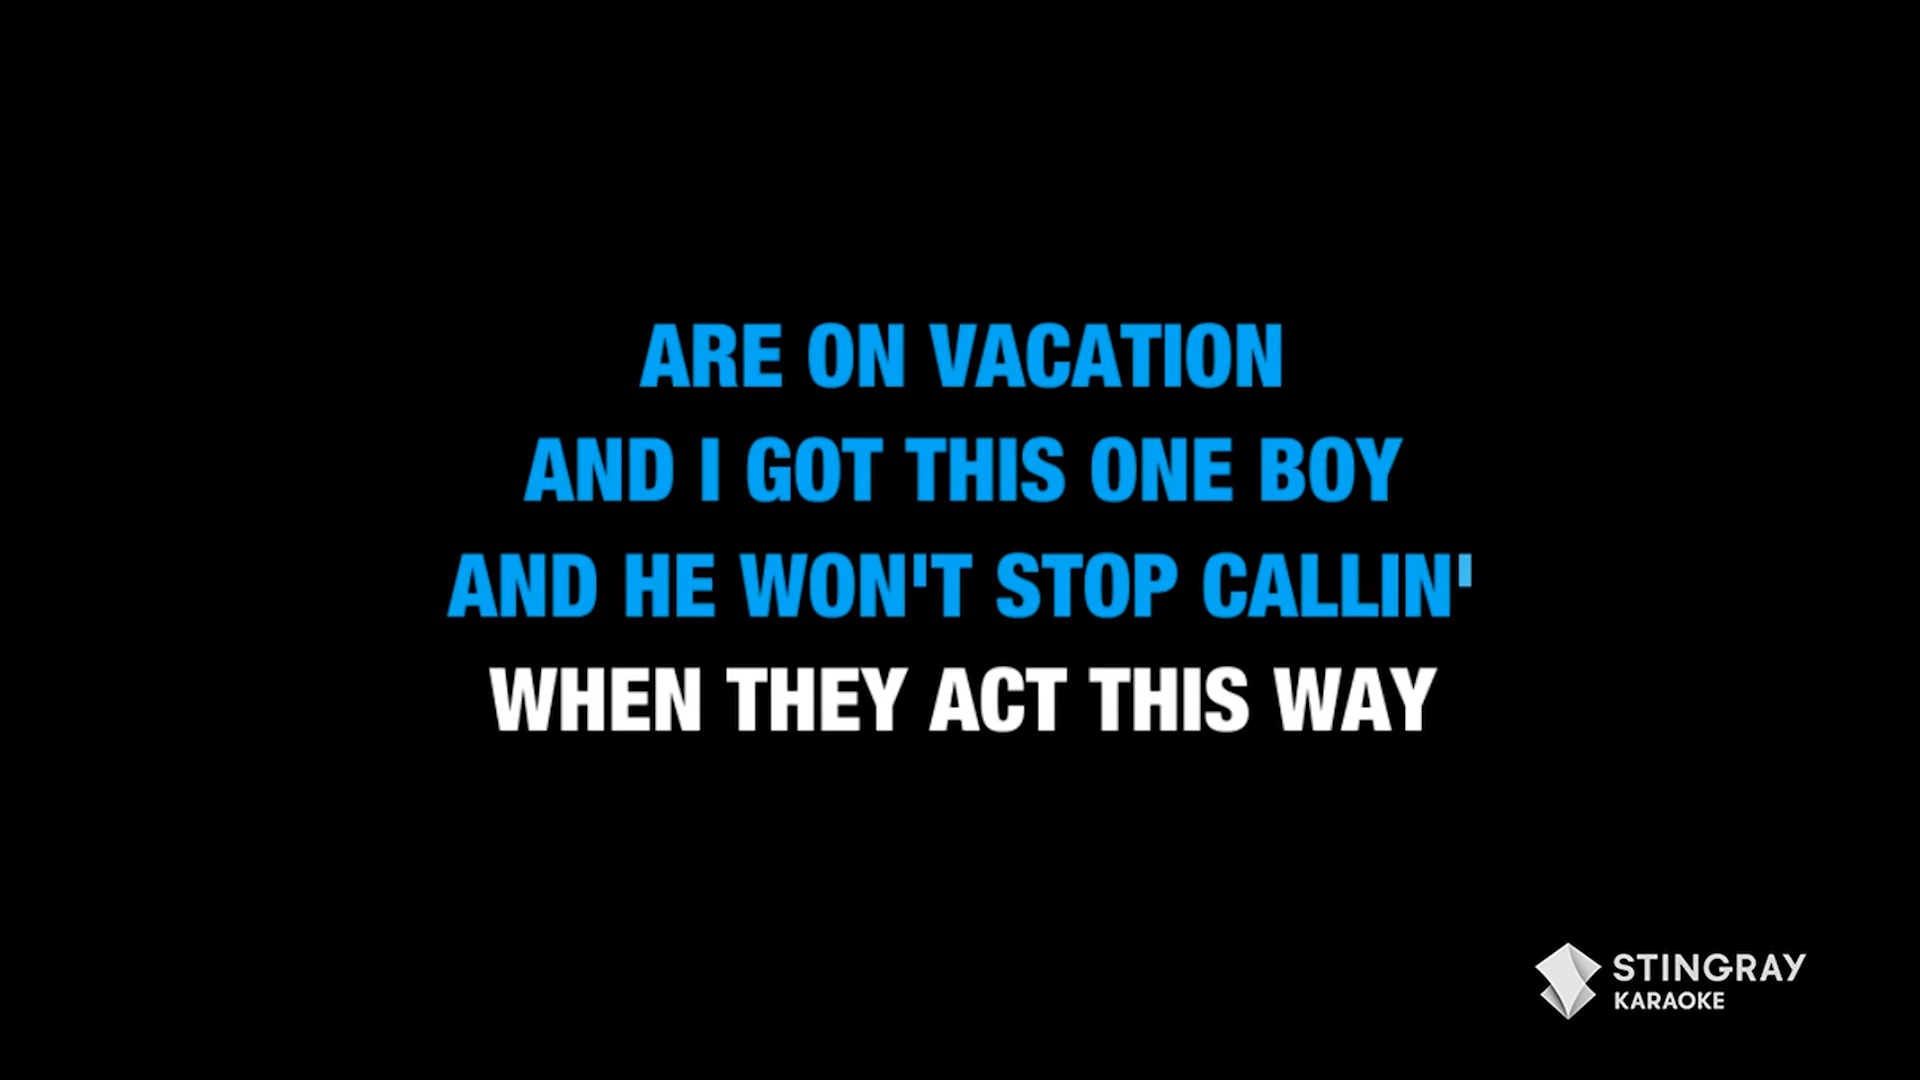 ARE ON VACATION
AND I GOT THIS ONE BOY
AND HE WON'T STOP CALLIN'
WHEN THEY ACT THIS WAY
STINGRAY
KARAOKE